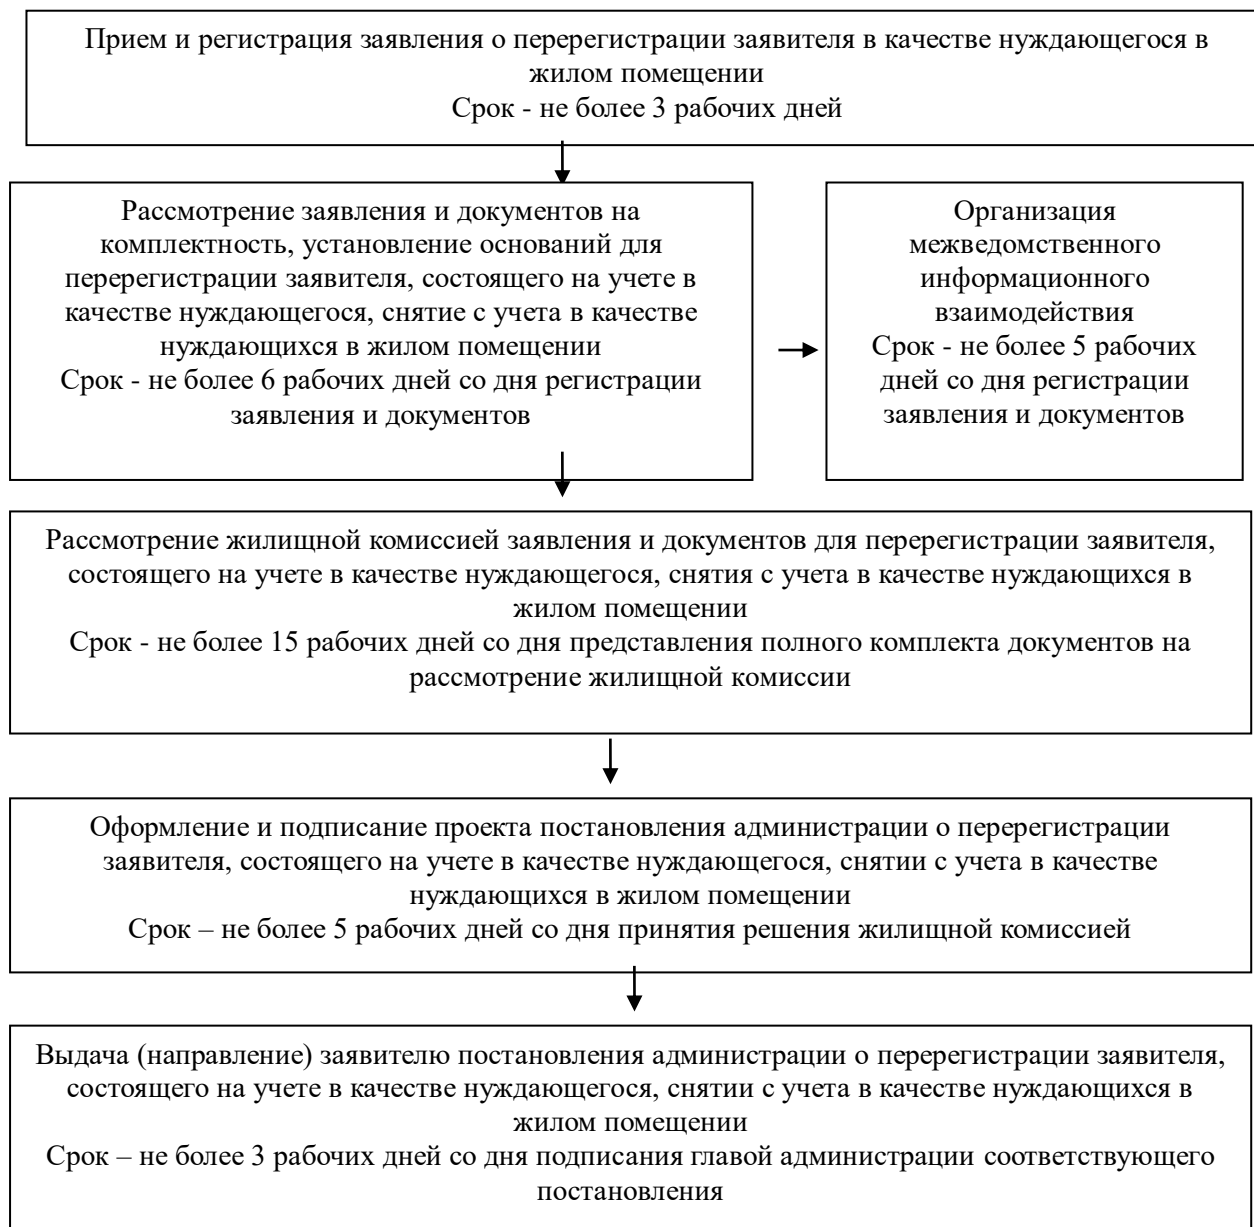 Прием и регистрация заявления о перерегистрации заявителя в качестве нуждающегося в
жилом помещении
Срок - не более 3 рабочих дней
Рассмотрение заявления и документов на
комплектность, установление оснований для
перерегистрации заявителя, состоящего на учете в
качестве нуждающегося, снятие с учета в качестве
нуждающихся в жилом помещении
Срок - не более 6 рабочих дней со дня регистрации
заявления и документов
Организация
межведомственного
информационного
взаимодействия
Срок - не более 5 рабочих
дней со дня регистрации
заявления и документов
Рассмотрение жилищной комиссией заявления и документов для перерегистрации заявителя,
состоящего на учете в качестве нуждающегося, снятия с учета в качестве нуждающихся в
жилом помещении
Срок - не более 15 рабочих дней со дня представления полного комплекта документов на
рассмотрение жилищной комиссии
Оформление и подписание проекта постановления администрации о перерегистрации
заявителя, состоящего на учете в качестве нуждающегося, снятии с учета в качестве
нуждающихся в жилом помещении
Срок – не более 5 рабочих дней со дня принятия решения жилищной комиссией
Выдача (направление) заявителю постановления администрации о перерегистрации заявителя,
состоящего на учете в качестве нуждающегося, снятии с учета в качестве нуждающихся в
жилом помещении
Срок – не более 3 рабочих дней со дня подписания главой администрации соответствующего
постановления